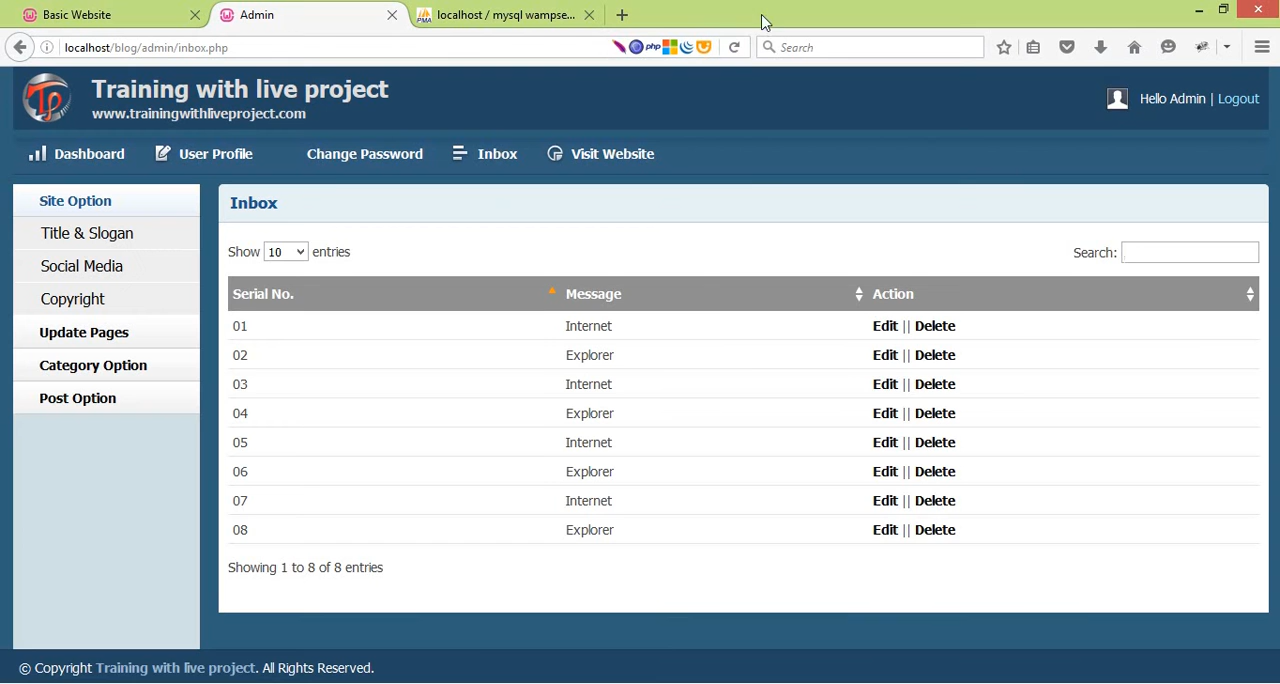 Basic Website
Admin
localhost / mysql wampse...
localhost/blog/admin/inbox.php
php
Search
Training with live project
www.trainingwithliveproject.com
Hello Admin | Logout
Dashboard
User Profile
Change Password
Inbox
Visit Website
Site Option
Title & Slogan
Social Media
Copyright
Update Pages
Category Option
Post Option
Inbox
Show 10 entries
Search:
Serial No. Message Action
01 Internet Edit || Delete
02 Explorer Edit || Delete
03 Internet Edit || Delete
04 Explorer Edit || Delete
05 Internet Edit || Delete
06 Explorer Edit || Delete
07 Internet Edit || Delete
08 Explorer Edit || Delete
Showing 1 to 8 of 8 entries
© Copyright Training with live project. All Rights Reserved.